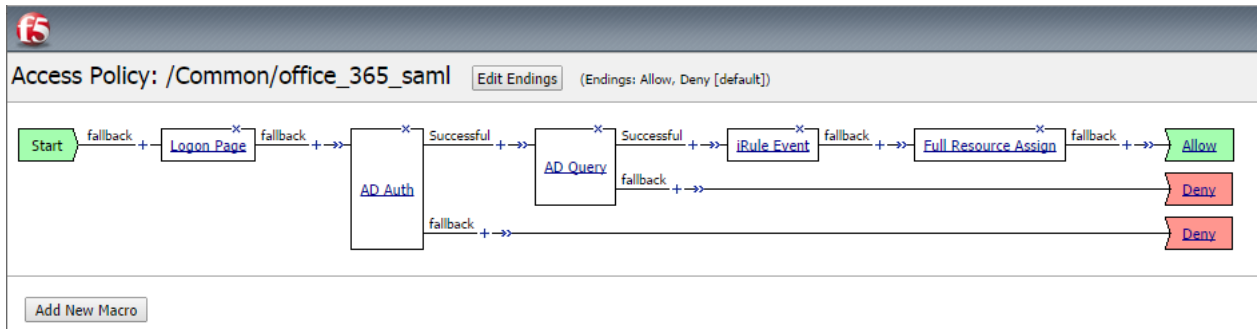 f5
Access Policy: /Common/office_365_saml Edit Endings (Endings: Allow, Deny [default])
Start fallback + Logon Page fallback + AD Auth Successful + AD Query Successful + iRule Event fallback + Full Resource Assign fallback + Allow
fallback + Deny
fallback + Deny
Add New Macro